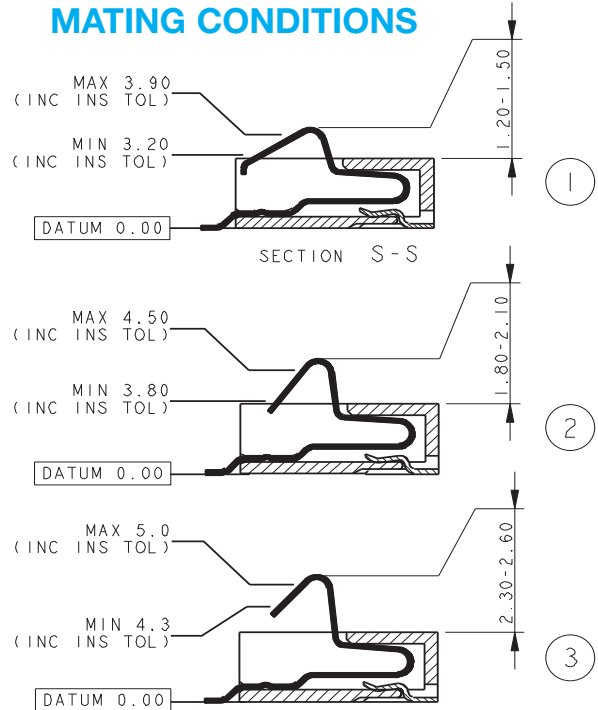 MATING CONDITIONS
MAX 3.90
(INC INS TOL)
MIN 3.20
(INC INS TOL)
DATUM 0.00
1.20-1.50
1
SECTION S-S
MAX 4.50
(INC INS TOL)
MIN 3.80
(INC INS TOL)
DATUM 0.00
1.80-2.10
2
MAX 5.0
(INC INS TOL)
MIN 4.3
(INC INS TOL)
DATUM 0.00
2.30-2.60
3